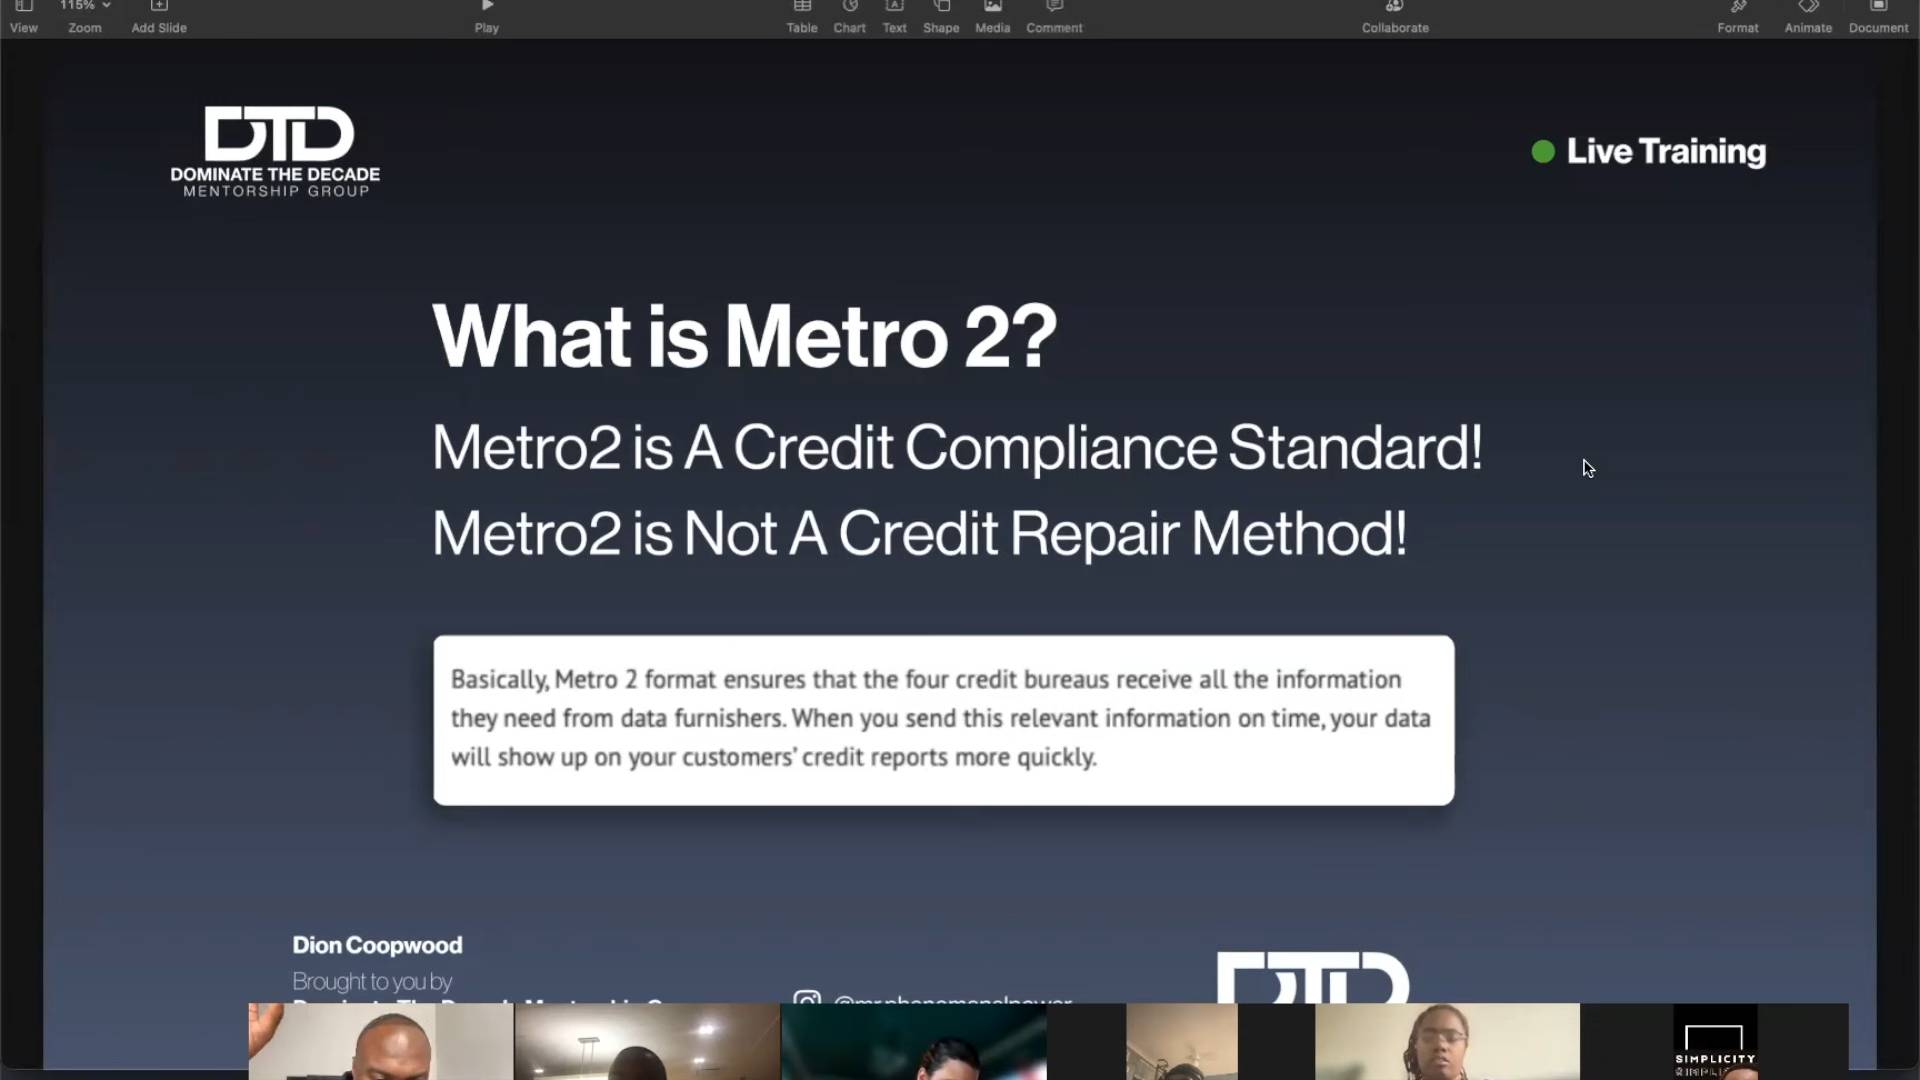 115%
View
Zoom
Add Slide
Play
Table
Chart
Text
Shape
Media
Comment
Collaborate
Format
Animate
Document
DTD
DOMINATE THE DECADE
MENTORSHIP GROUP
Live Training
What is Metro 2?
Metro2 is A Credit Compliance Standard!
Metro2 is Not A Credit Repair Method!
Basically, Metro 2 format ensures that the four credit bureaus receive all the information
they need from data furnishers. When you send this relevant information on time, your data
will show up on your customers' credit reports more quickly.
Dion Coopwood
Brought to you by
@mr.phenomenalpower
DTD
SIMPLICITY